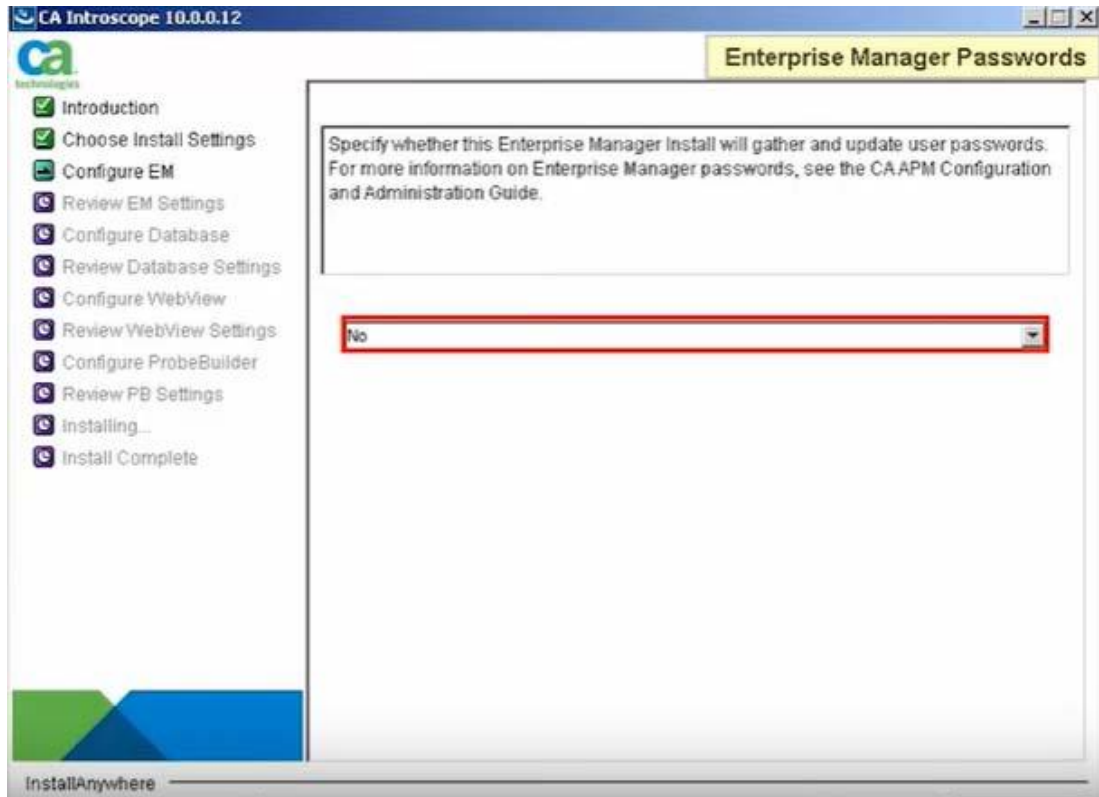 CA Introscope 10.0.0.12
ca
technologies
Enterprise Manager Passwords
Introduction
Choose Install Settings
Configure EM
Review EM Settings
Configure Database
Review Database Settings
Configure WebView
Review WebView Settings
Configure ProbeBuilder
Review PB Settings
Installing...
Install Complete
Specify whether this Enterprise Manager Install will gather and update user passwords.
For more information on Enterprise Manager passwords, see the CA APM Configuration
and Administration Guide.
No
InstallAnywhere